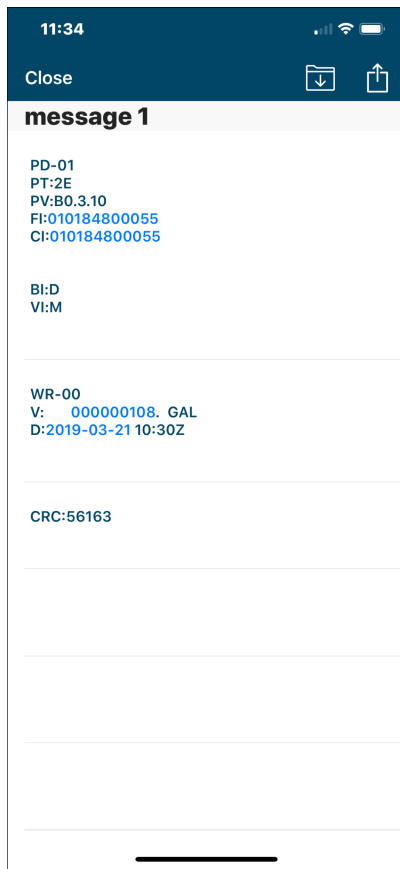 11:34
Close
message 1
PD-01
PT:2E
PV:B0.3.10
FI:010184800055
CI:010184800055
BI:D
VI:M
WR-00
V: 000000108. GAL
D:2019-03-21 10:30Z
CRC:56163